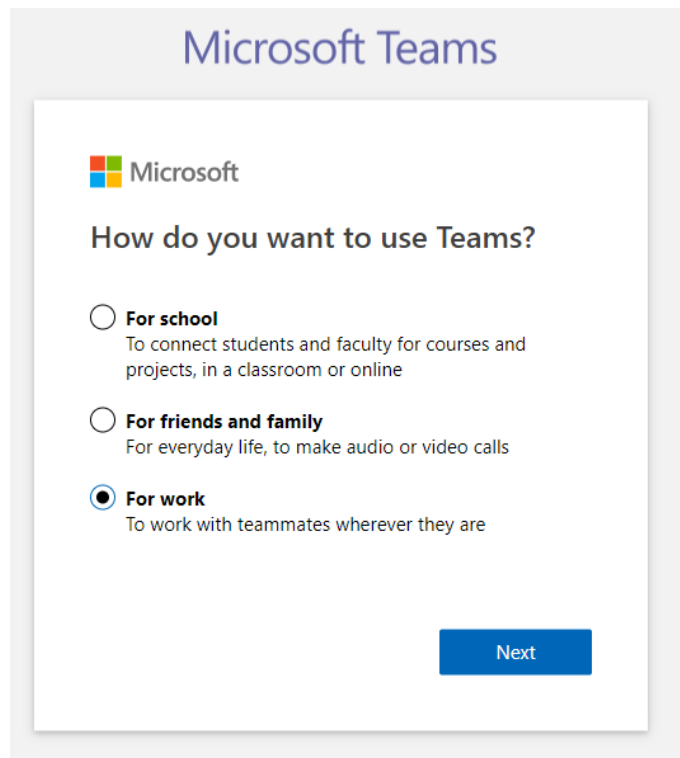 Microsoft Teams
Microsoft
How do you want to use Teams?
For school
To connect students and faculty for courses and
projects, in a classroom or online
For friends and family
For everyday life, to make audio or video calls
For work
To work with teammates wherever they are
Next